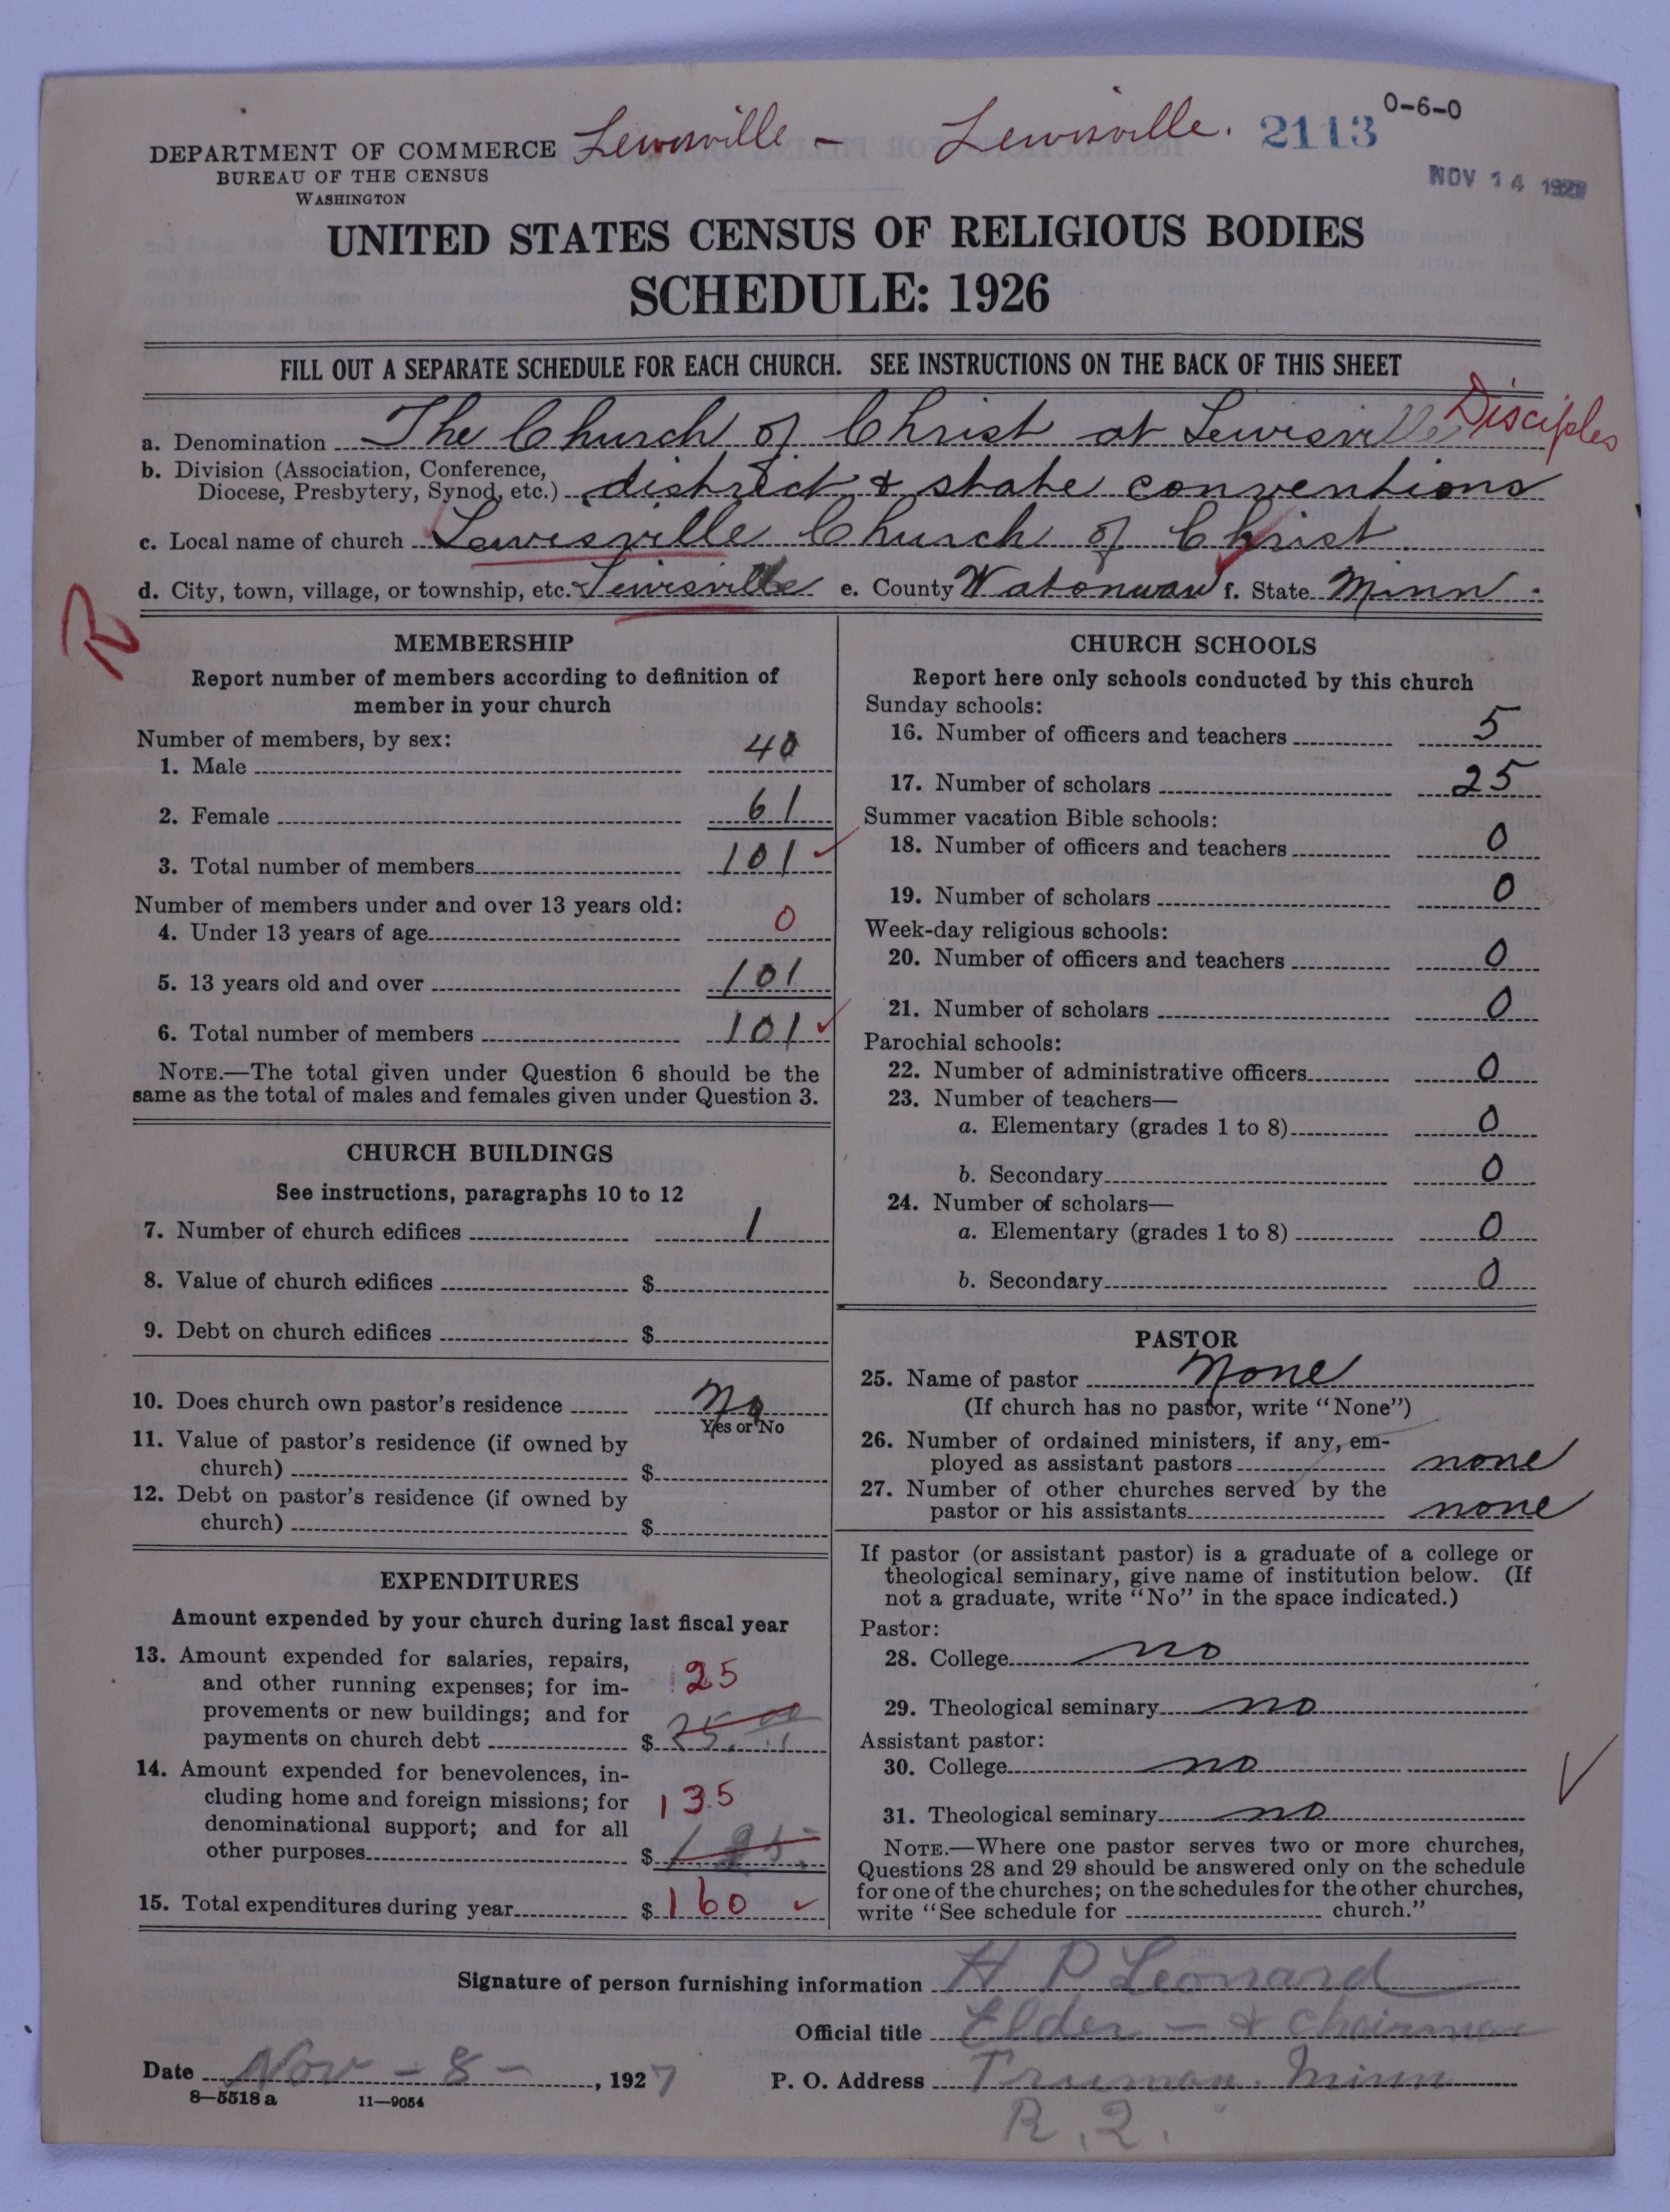 0-6-0
Lewisville - Lewisville. 2113
DEPARTMENT OF COMMERCE
BUREAU OF THE CENSUS
WASHINGTON
NOV 14 1927
UNITED STATES CENSUS OF RELIGIOUS BODIES
SCHEDULE: 1926
FILL OUT A SEPARATE SCHEDULE FOR EACH CHURCH. SEE INSTRUCTIONS ON THE BACK OF THIS SHEET
a. Denomination The Church of Christ at Lewisville Disciples
b. Division (Association, Conference,
Diocese, Presbytery, Synod, etc.) district & state conventions
c. Local name of church Lewisville Church of Christ
d. City, town, village, or township, etc. Lewisville e. County Watonwan f. State Minn.
R
MEMBERSHIP
Report number of members according to definition of
member in your church
Number of members, by sex:
1. Male 40
2. Female 61
3. Total number of members 101 ✓
Number of members under and over 13 years old:
4. Under 13 years of age 0
5. 13 years old and over 101
6. Total number of members 101 ✓
NOTE.—The total given under Question 6 should be the
same as the total of males and females given under Question 3.
CHURCH BUILDINGS
See instructions, paragraphs 10 to 12
7. Number of church edifices 1
8. Value of church edifices $
9. Debt on church edifices $
10. Does church own pastor's residence No
Yes or No
11. Value of pastor's residence (if owned by
church) $
12. Debt on pastor's residence (if owned by
church) $
EXPENDITURES
Amount expended by your church during last fiscal year
13. Amount expended for salaries, repairs,
and other running expenses; for im- 25
provements or new buildings; and for
payments on church debt $ 25.00
14. Amount expended for benevolences, in-
cluding home and foreign missions; for 135
denominational support; and for all
other purposes $
15. Total expenditures during year $ 160 ✓
CHURCH SCHOOLS
Report here only schools conducted by this church
Sunday schools:
16. Number of officers and teachers 5
17. Number of scholars 25
Summer vacation Bible schools:
18. Number of officers and teachers 0
19. Number of scholars 0
Week-day religious schools:
20. Number of officers and teachers 0
21. Number of scholars 0
Parochial schools:
22. Number of administrative officers 0
23. Number of teachers—
a. Elementary (grades 1 to 8) 0
b. Secondary 0
24. Number of scholars—
a. Elementary (grades 1 to 8) 0
b. Secondary 0
PASTOR
25. Name of pastor None
(If church has no pastor, write "None")
26. Number of ordained ministers, if any, em-
ployed as assistant pastors none
27. Number of other churches served by the
pastor or his assistants none
If pastor (or assistant pastor) is a graduate of a college or
theological seminary, give name of institution below. (If
not a graduate, write "No" in the space indicated.)
Pastor:
28. College no
29. Theological seminary no
Assistant pastor:
30. College no
31. Theological seminary no
✓
NOTE.—Where one pastor serves two or more churches,
Questions 28 and 29 should be answered only on the schedule
for one of the churches; on the schedules for the other churches,
write "See schedule for church."
Signature of person furnishing information H P Leonard
Official title Elder - & Chairman
Date Nov - 8 -, 1927 P. O. Address Truman. Minn
8—5518a 11—9054
R. 2.